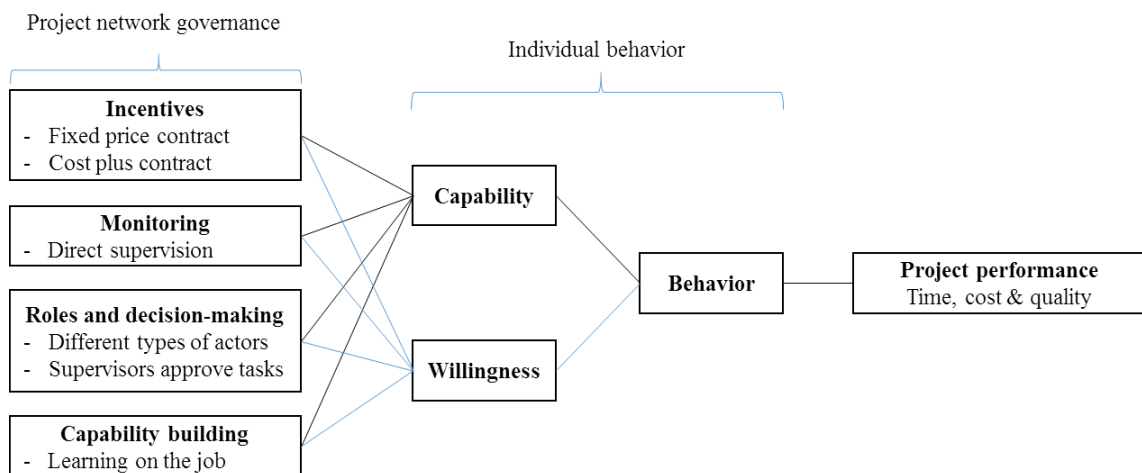 Project network governance
Individual behavior
Incentives
- Fixed price contract
- Cost plus contract
Monitoring
- Direct supervision
Roles and decision-making
- Different types of actors
- Supervisors approve tasks
Capability building
- Learning on the job
Capability
Willingness
Behavior
Project performance
Time, cost & quality